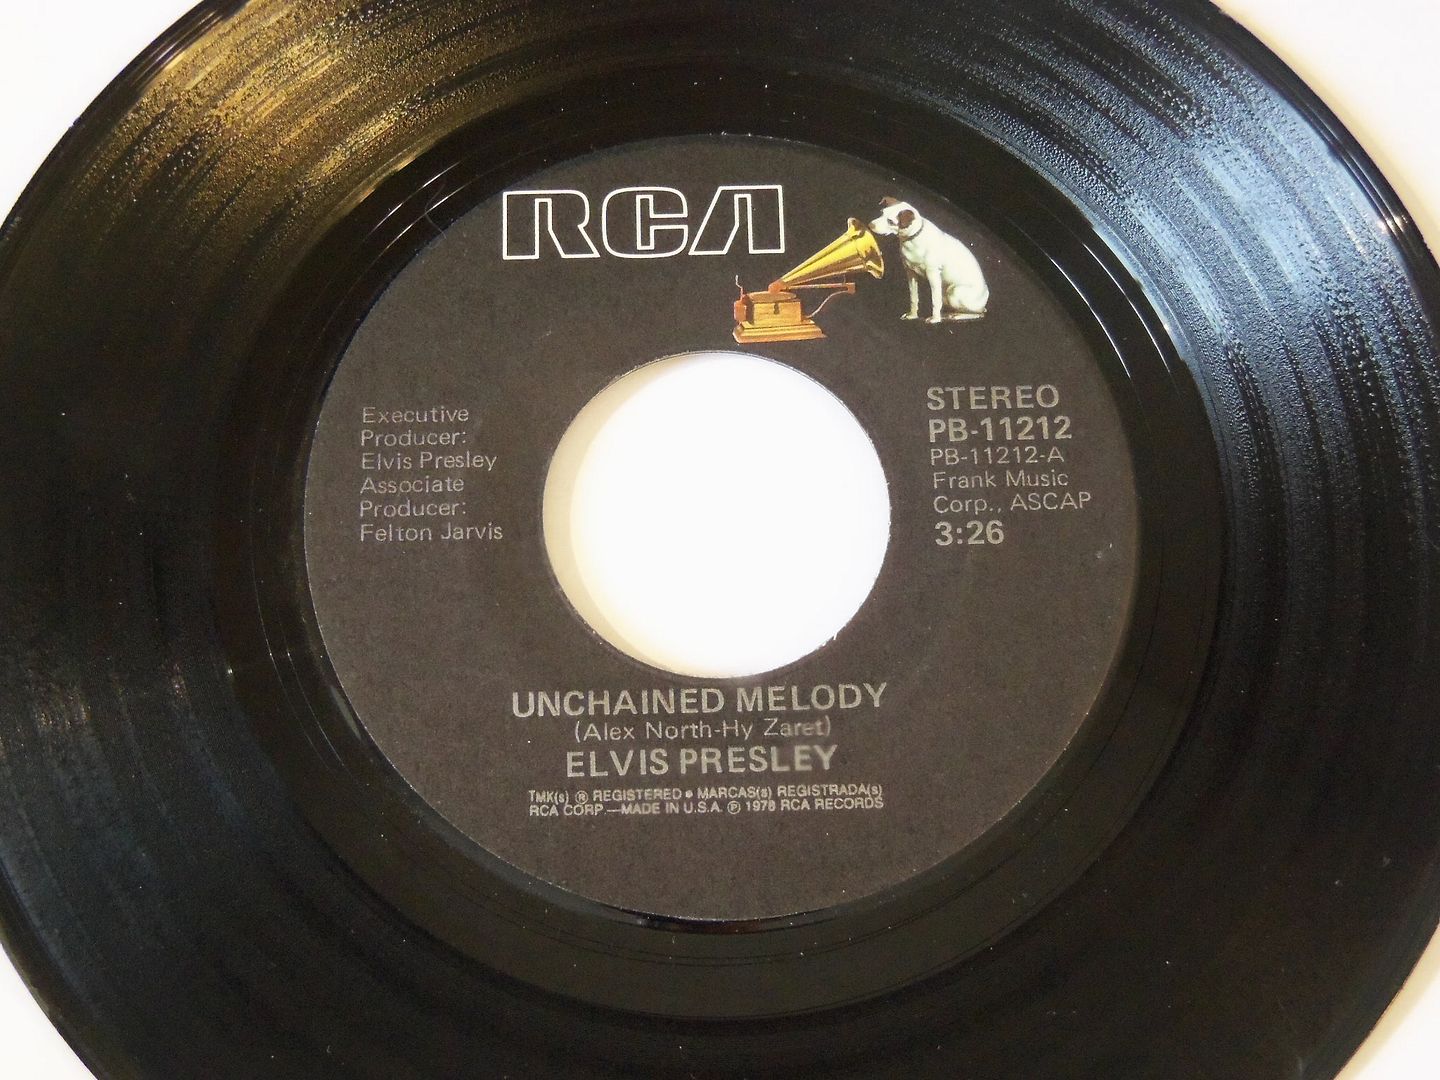 RCA
Executive
Producer:
Elvis Presley
Associate
Producer:
Felton Jarvis
STEREO
PB-11212
PB-11212-A
Frank Music
Corp., ASCAP
3:26
UNCHAINED MELODY
(Alex North-Hy Zaret)
ELVIS PRESLEY
TMK(s) ® REGISTERED • MARCAS(s) REGISTRADA(s)
RCA CORP.—MADE IN U.S.A. ℗ 1978 RCA RECORDS